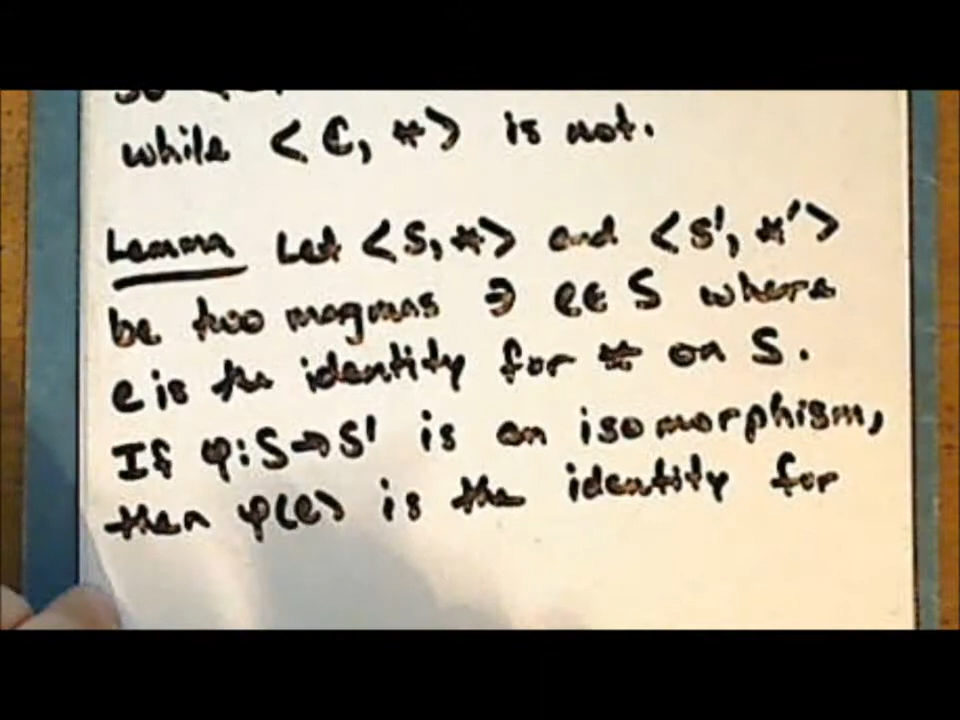 while <C, *> is not.
Lemma Let <S, *> and <S', *'>
be two magmas ∋ e∈S where
e is the identity for * on S.
If φ:S→S' is an isomorphism,
then φ(e) is the identity for